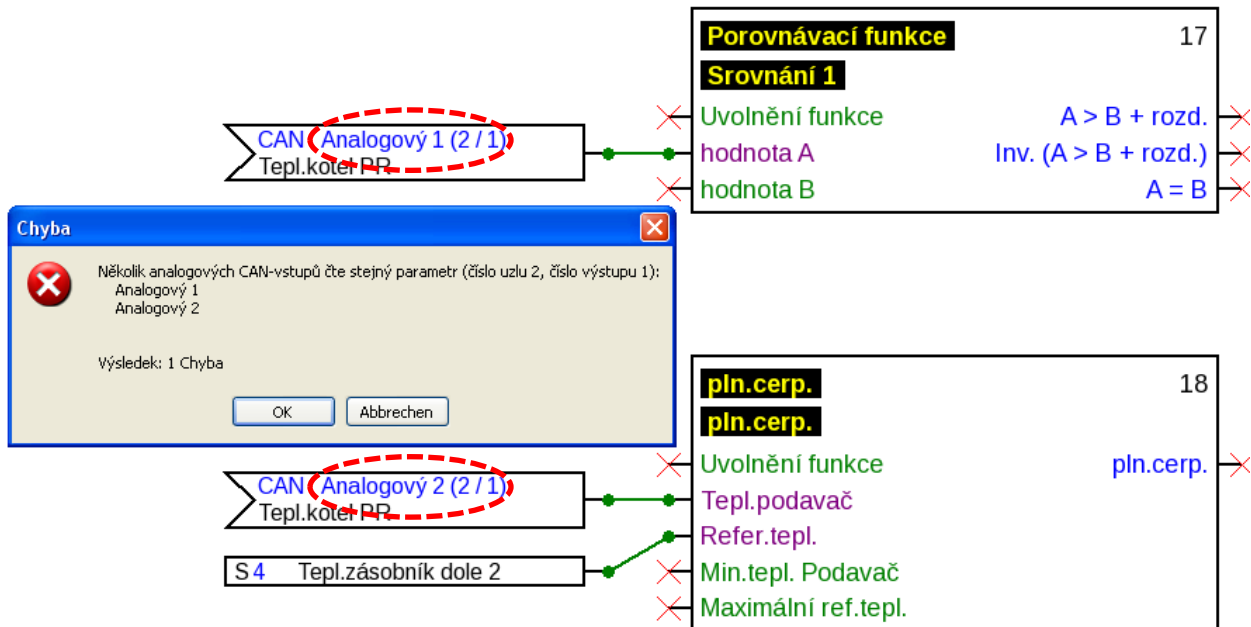 Porovnávací funkce 17
Srovnání 1
Uvolnění funkce A > B + rozd.
CAN Analogový 1 (2 / 1) hodnota A Inv. (A > B + rozd.)
Tepl.kotel PR
hodnota B A = B
Chyba
Několik analogových CAN-vstupů čte stejný parametr (číslo uzlu 2, číslo výstupu 1):
Analogový 1
Analogový 2
Výsledek: 1 Chyba
OK Abbrechen
pln.cerp. 18
pln.cerp.
Uvolnění funkce pln.cerp.
CAN Analogový 2 (2 / 1) Tepl.podavač
Tepl.kotel PR
Refer.tepl.
S 4 Tepl.zásobník dole 2 Min.tepl. Podavač
Maximální ref.tepl.